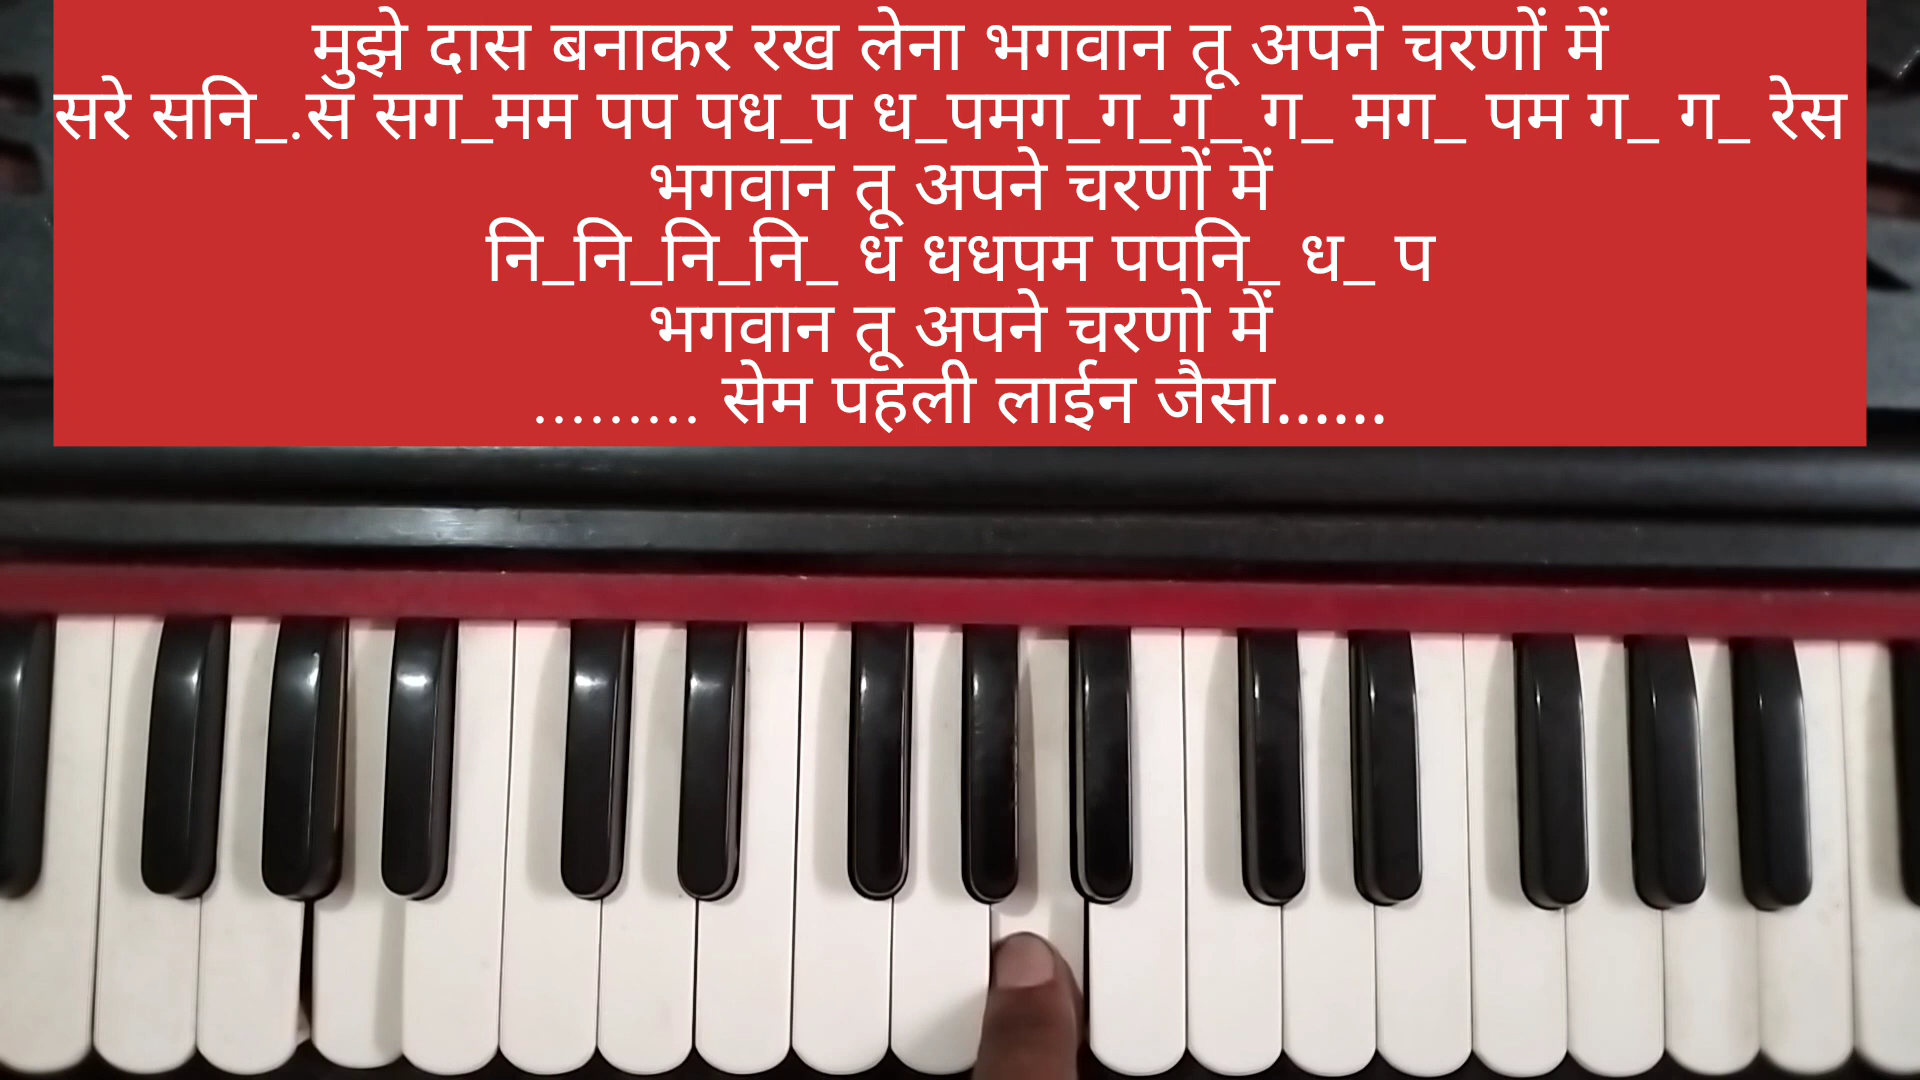 मुझे दास बनाकर रख लेना भगवान तू अपने चरणों में
सरे सनि_.स सग_मम पप पध_प ध_पमग_ग_ग_ ग_ मग_ पम ग_ ग_ रेस
भगवान तू अपने चरणों में
नि_नि_नि_नि_ ध धधपम पपनि_ ध_ प
भगवान तू अपने चरणो में
......... सेम पहली लाईन जैसा......